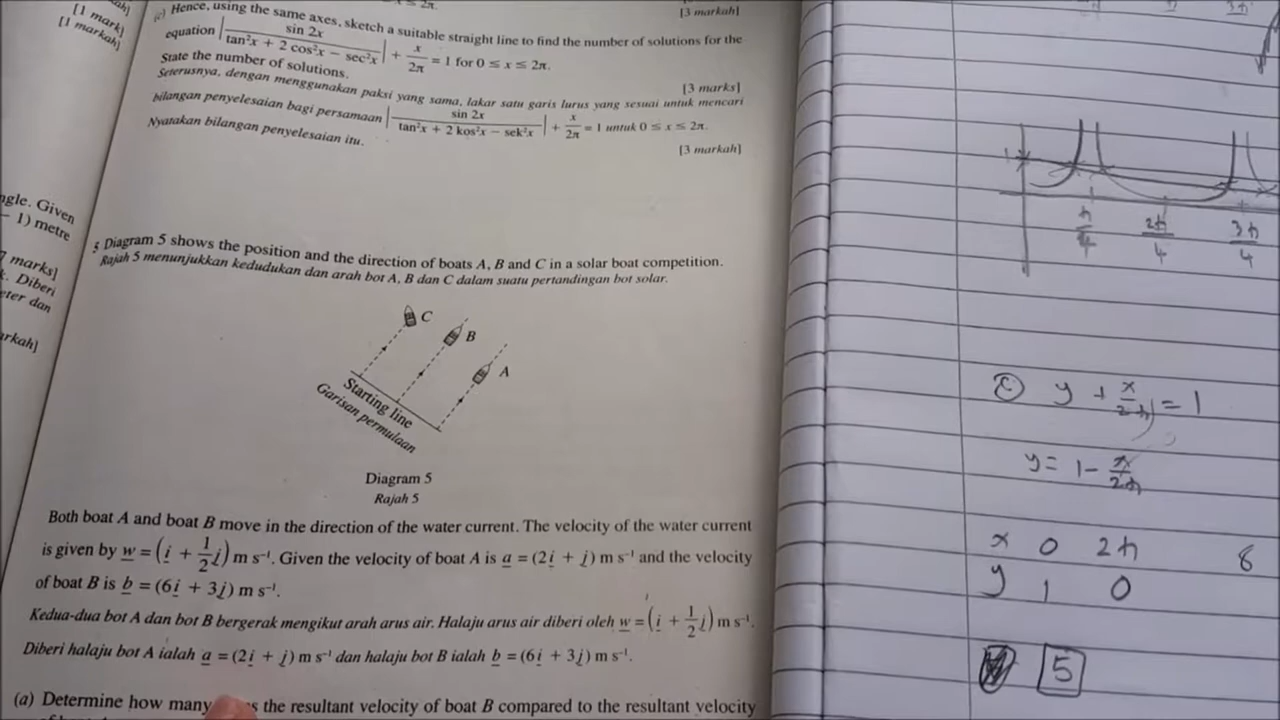 [1 mark]
[1 markah]
ngle. Given
– 1) metre
7 marks]
k. Diberi
eter dan
arkah]
[3 markah]
(c) Hence, using the same axes, sketch a suitable straight line to find the number of solutions for the
equation | sin 2x / tan²x + 2 cos²x – sec²x | + x/2π = 1 for 0 ≤ x ≤ 2π.
State the number of solutions.
[3 marks]
Seterusnya, dengan menggunakan paksi yang sama, lakar satu garis lurus yang sesuai untuk mencari
bilangan penyelesaian bagi persamaan | sin 2x / tan²x + 2 kos²x – sek²x | + x/2π = 1 untuk 0 ≤ x ≤ 2π.
Nyatakan bilangan penyelesaian itu.
[3 markah]
5 Diagram 5 shows the position and the direction of boats A, B and C in a solar boat competition.
Rajah 5 menunjukkan kedudukan dan arah bot A, B dan C dalam suatu pertandingan bot solar.
C
B
A
Starting line
Garisan permulaan
Diagram 5
Rajah 5
Both boat A and boat B move in the direction of the water current. The velocity of the water current
is given by w = (i + 1/2 j) m s⁻¹. Given the velocity of boat A is a = (2i + j) m s⁻¹ and the velocity
of boat B is b = (6i + 3j) m s⁻¹.
Kedua-dua bot A dan bot B bergerak mengikut arah arus air. Halaju arus air diberi oleh w = (i + 1/2 j) m s⁻¹.
Diberi halaju bot A ialah a = (2i + j) m s⁻¹ dan halaju bot B ialah b = (6i + 3j) m s⁻¹.
(a) Determine how many the resultant velocity of boat B compared to the resultant velocity
1
π/4 2π/4 3π/4
(c) y + x/2π = 1
y = 1 - x/2π
x 0 2π 8
y 1 0
5